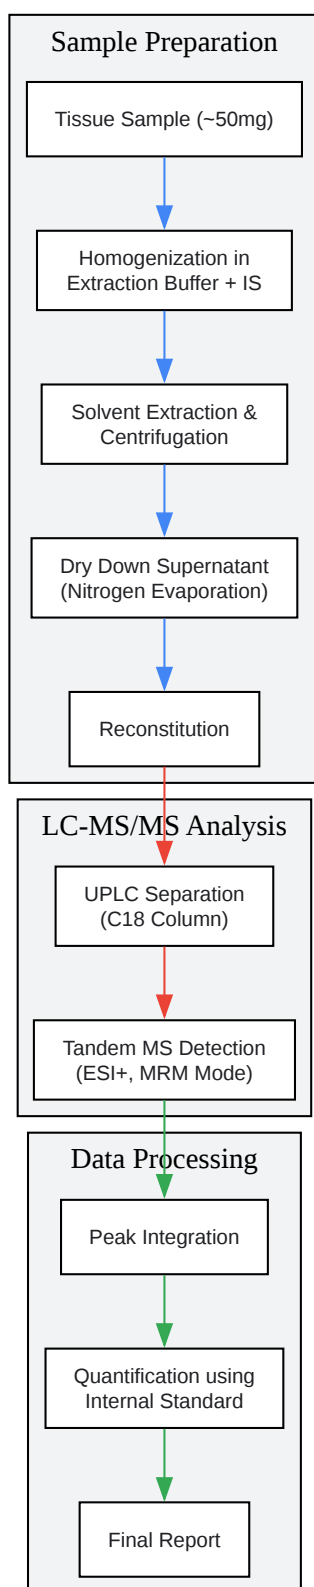 Sample Preparation
Tissue Sample (~50mg)
Homogenization in
Extraction Buffer + IS
Solvent Extraction &
Centrifugation
Dry Down Supernatant
(Nitrogen Evaporation)
Reconstitution
LC-MS/MS Analysis
UPLC Separation
(C18 Column)
Tandem MS Detection
(ESI+, MRM Mode)
Data Processing
Peak Integration
Quantification using
Internal Standard
Final Report